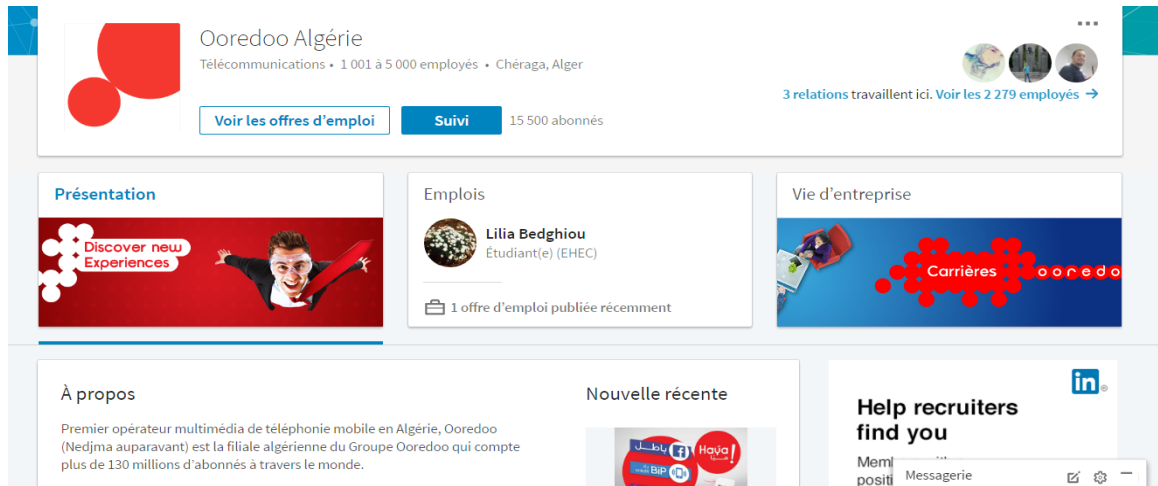 Ooredoo Algérie
Télécommunications • 1 001 à 5 000 employés • Chéraga, Alger
3 relations travaillent ici. Voir les 2 279 employés →
Voir les offres d'emploi
Suivi
15 500 abonnés
Présentation
Discover new
Experiences
Emplois
Lilia Bedghiou
Étudiant(e) (EHEC)
1 offre d'emploi publiée récemment
Vie d'entreprise
Carrières
ooredo
À propos
Premier opérateur multimédia de téléphonie mobile en Algérie, Ooredoo
(Nedjma auparavant) est la filiale algérienne du Groupe Ooredoo qui compte
plus de 130 millions d'abonnés à travers le monde.
Nouvelle récente
باطل
Haya!
هيا
BiP
in
Help recruiters
find you
positi
Messagerie